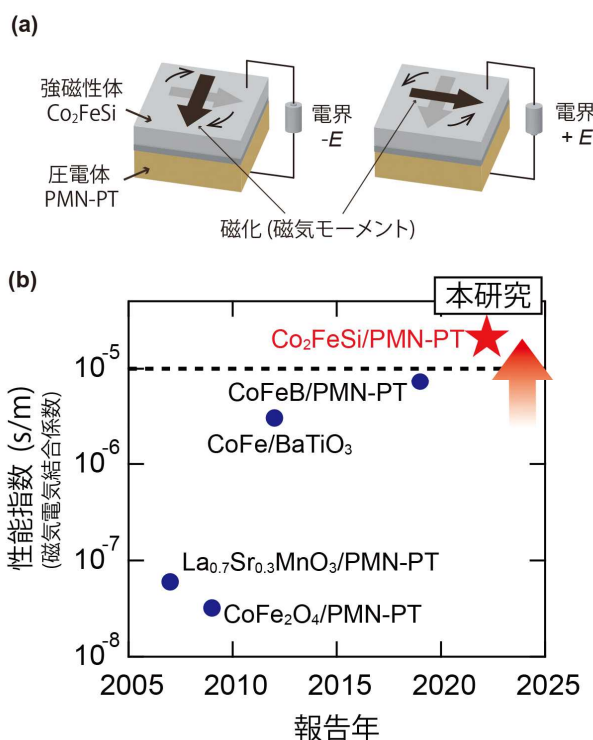 (a)
強磁性体
Co₂FeSi
圧電体
PMN-PT
電界
-E
電界
+ E
磁化 (磁気モーメント)
(b)
本研究
Co₂FeSi/PMN-PT
CoFeB/PMN-PT
CoFe/BaTiO₃
La₀.₇Sr₀.₃MnO₃/PMN-PT
CoFe₂O₄/PMN-PT
性能指数 (s/m)
(磁気電気結合係数)
10⁻⁵
10⁻⁶
10⁻⁷
10⁻⁸
2005
2010
2015
2020
2025
報告年